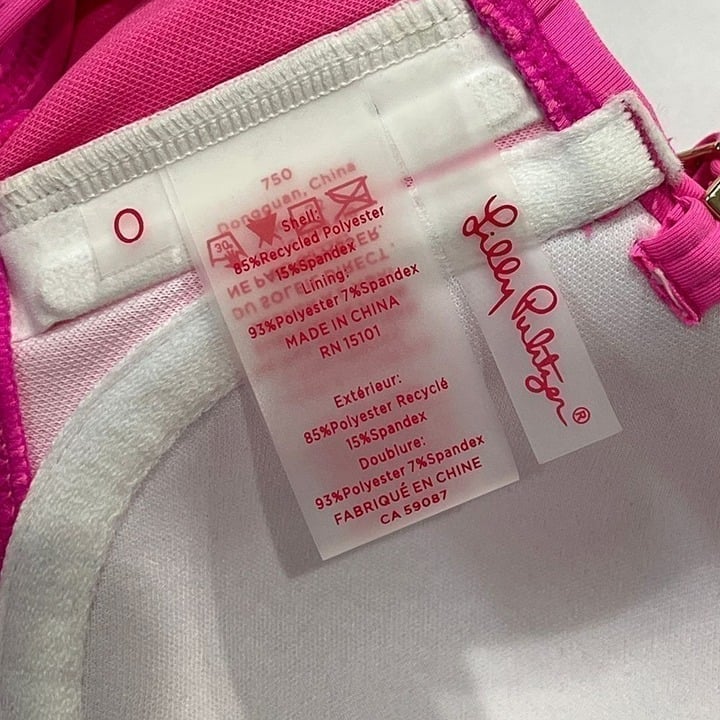 O
750
Dongguan, China
30
Shell:
85%Recycled Polyester
15%Spandex
Lining:
93%Polyester 7%Spandex
MADE IN CHINA
RN 15101
Extérieur:
85%Polyester Recyclé
15%Spandex
Doublure:
93%Polyester 7%Spandex
FABRIQUÉ EN CHINE
CA 59087
Lilly Pulitzer®